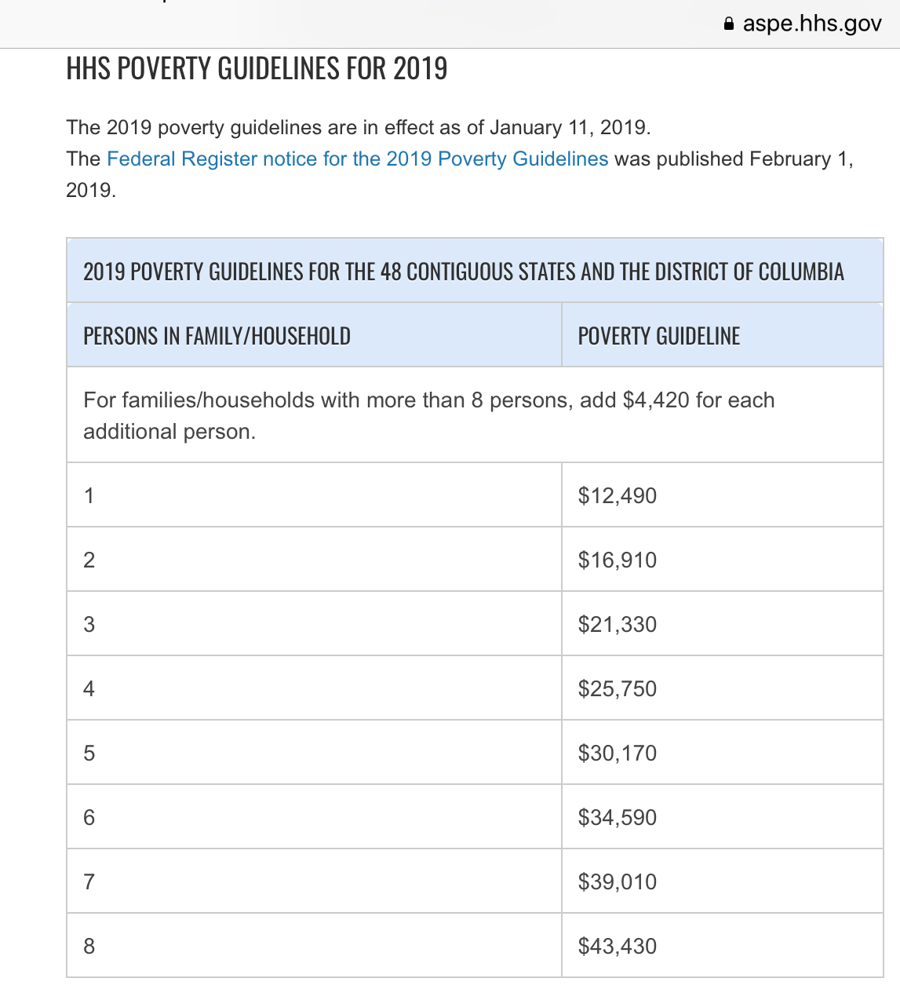 aspe.hhs.gov
HHS POVERTY GUIDELINES FOR 2019
The 2019 poverty guidelines are in effect as of January 11, 2019.
The Federal Register notice for the 2019 Poverty Guidelines was published February 1,
2019.
2019 POVERTY GUIDELINES FOR THE 48 CONTIGUOUS STATES AND THE DISTRICT OF COLUMBIA
PERSONS IN FAMILY/HOUSEHOLD POVERTY GUIDELINE
For families/households with more than 8 persons, add $4,420 for each
additional person.
1 $12,490
2 $16,910
3 $21,330
4 $25,750
5 $30,170
6 $34,590
7 $39,010
8 $43,430